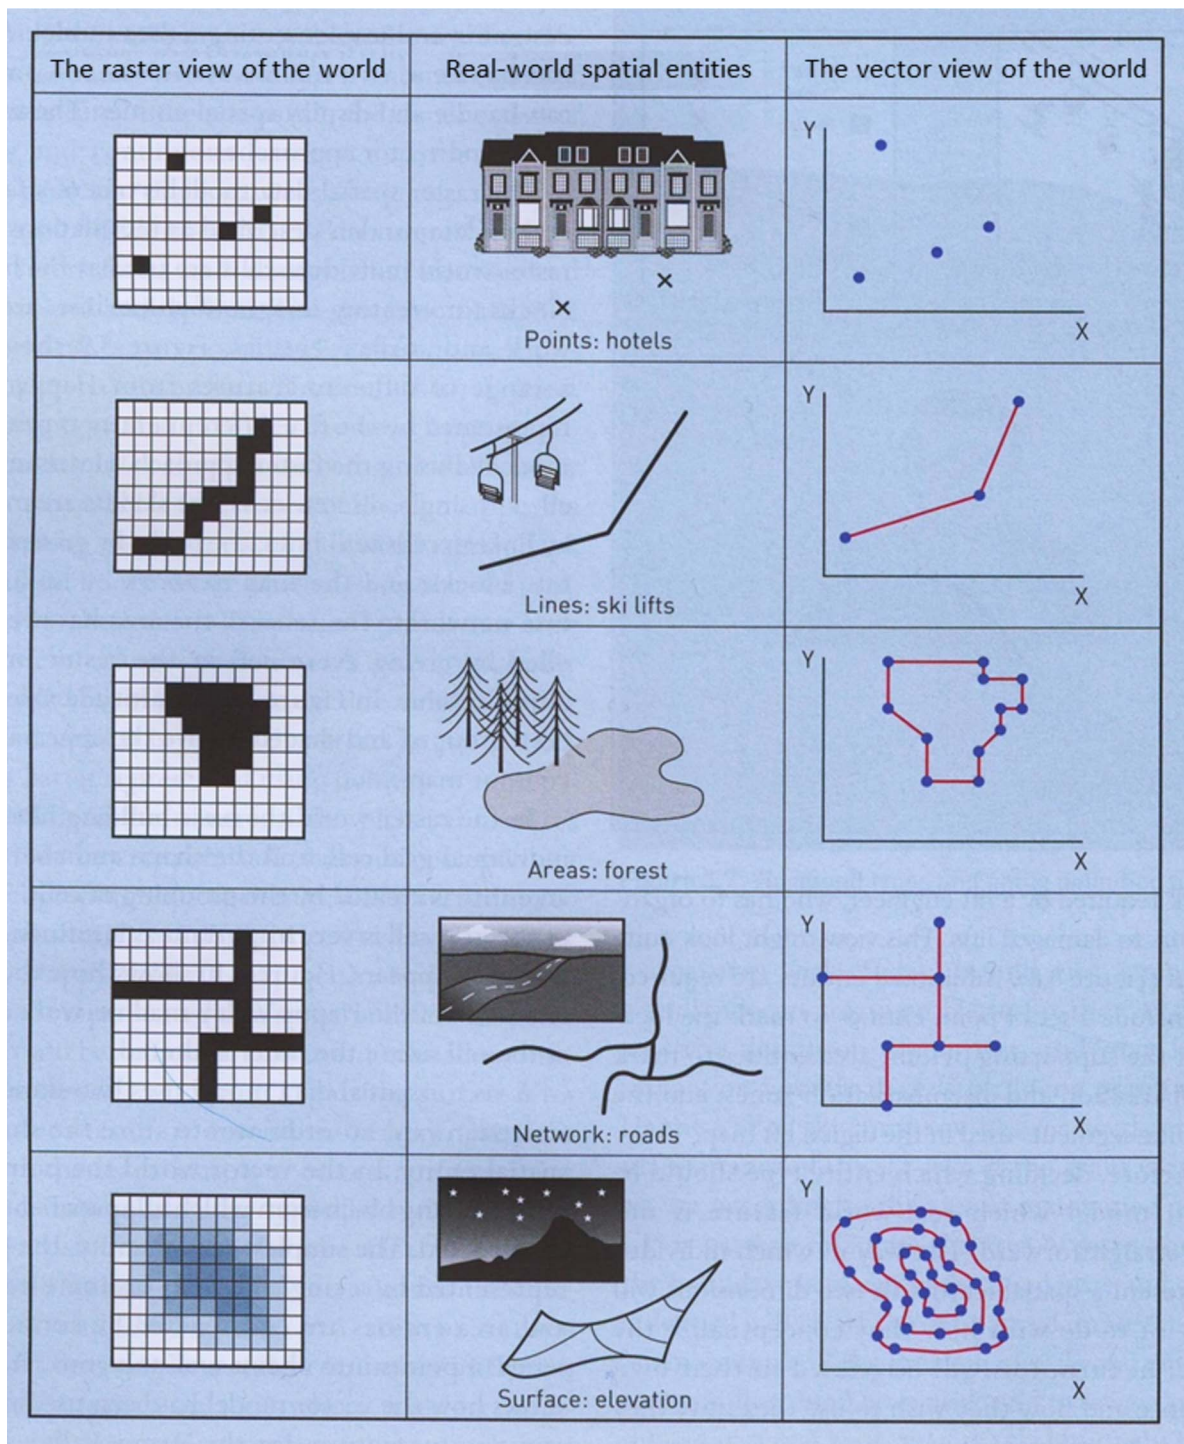 The raster view of the world
Real-world spatial entities
The vector view of the world
Y
X
Points: hotels
Y
X
Lines: ski lifts
Y
X
Areas: forest
Y
X
Network: roads
Y
X
Surface: elevation